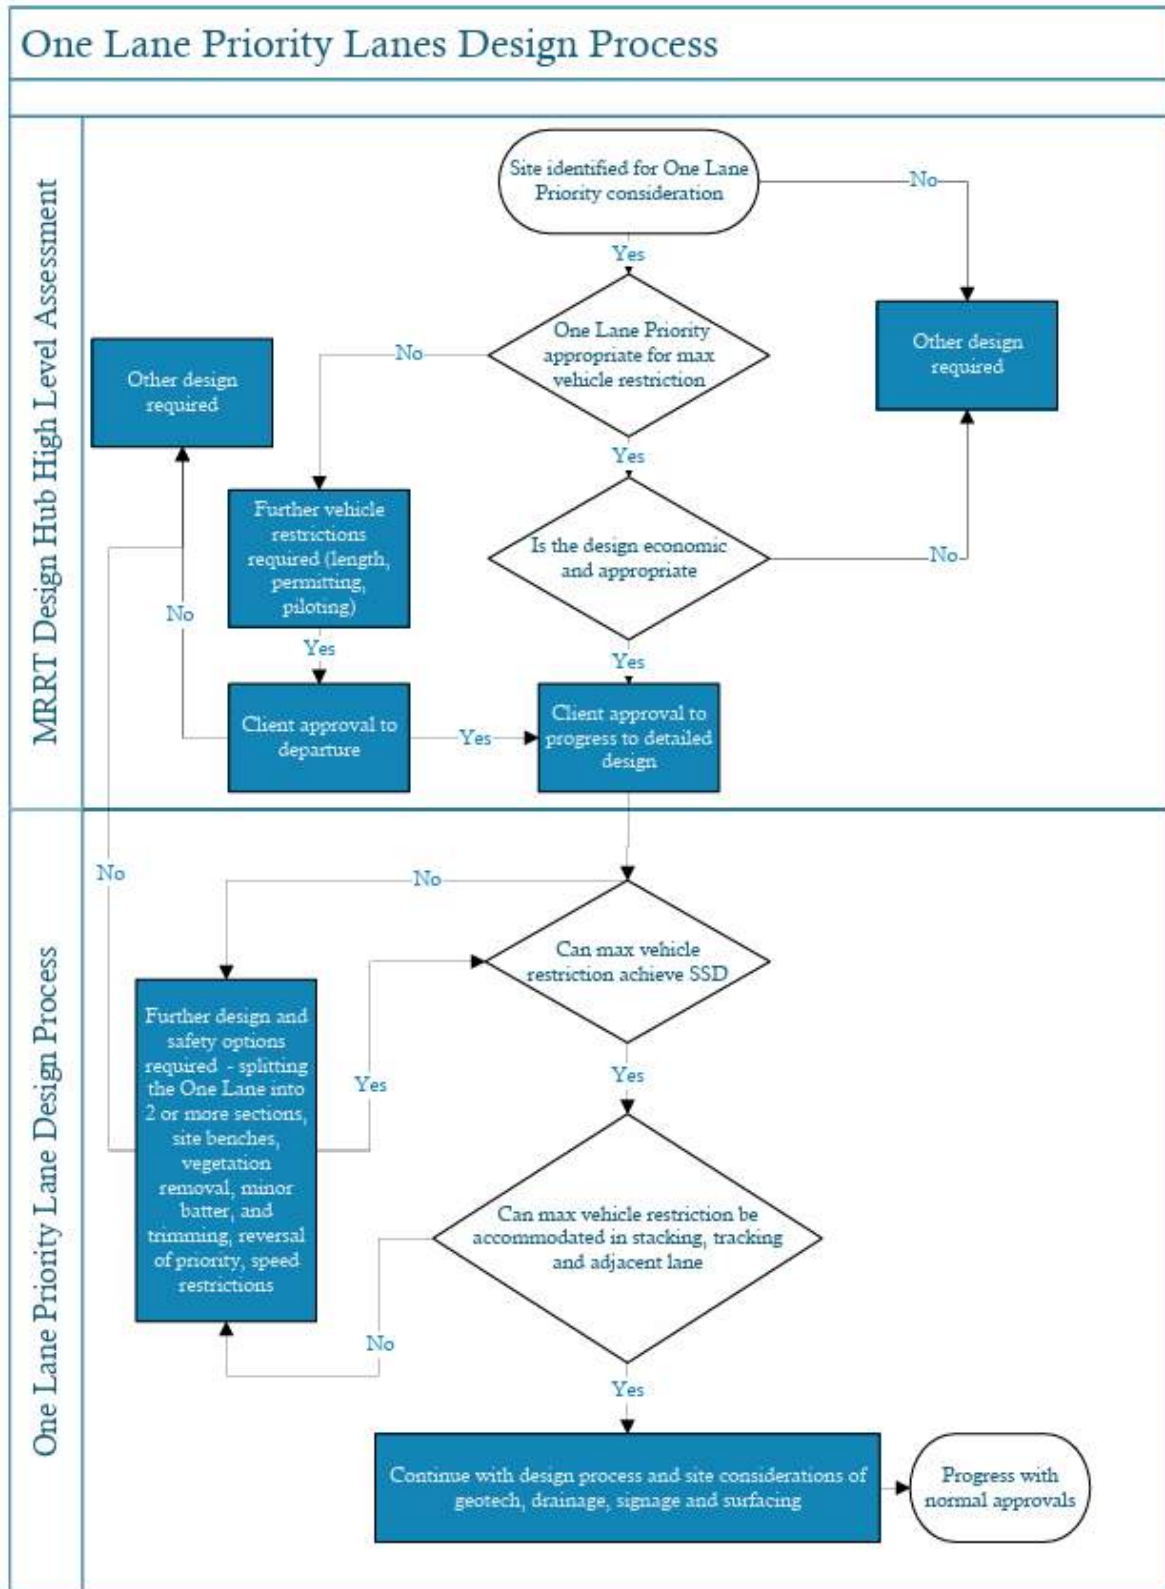 One Lane Priority Lanes Design Process
MRRT Design Hub High Level Assessment
Site identified for One Lane
Priority consideration
No
Yes
One Lane Priority
appropriate for max
vehicle restriction
No
Other design
required
Other design
required
Yes
Further vehicle
restrictions
required (length,
permitting,
piloting)
Is the design economic
and appropriate
No
No
Yes
Yes
Client approval to
departure
Yes
Client approval to
progress to detailed
design
One Lane Priority Lane Design Process
No
No
Can max vehicle
restriction achieve SSD
Further design and
safety options
required - splitting
the One Lane into
2 or more sections,
site benches,
vegetation
removal, minor
batter, and
trimming, reversal
of priority, speed
restrictions
Yes
Yes
Can max vehicle restriction be
accommodated in stacking, tracking
and adjacent lane
No
Yes
Continue with design process and site considerations of
geotech, drainage, signage and surfacing
Progress with
normal approvals